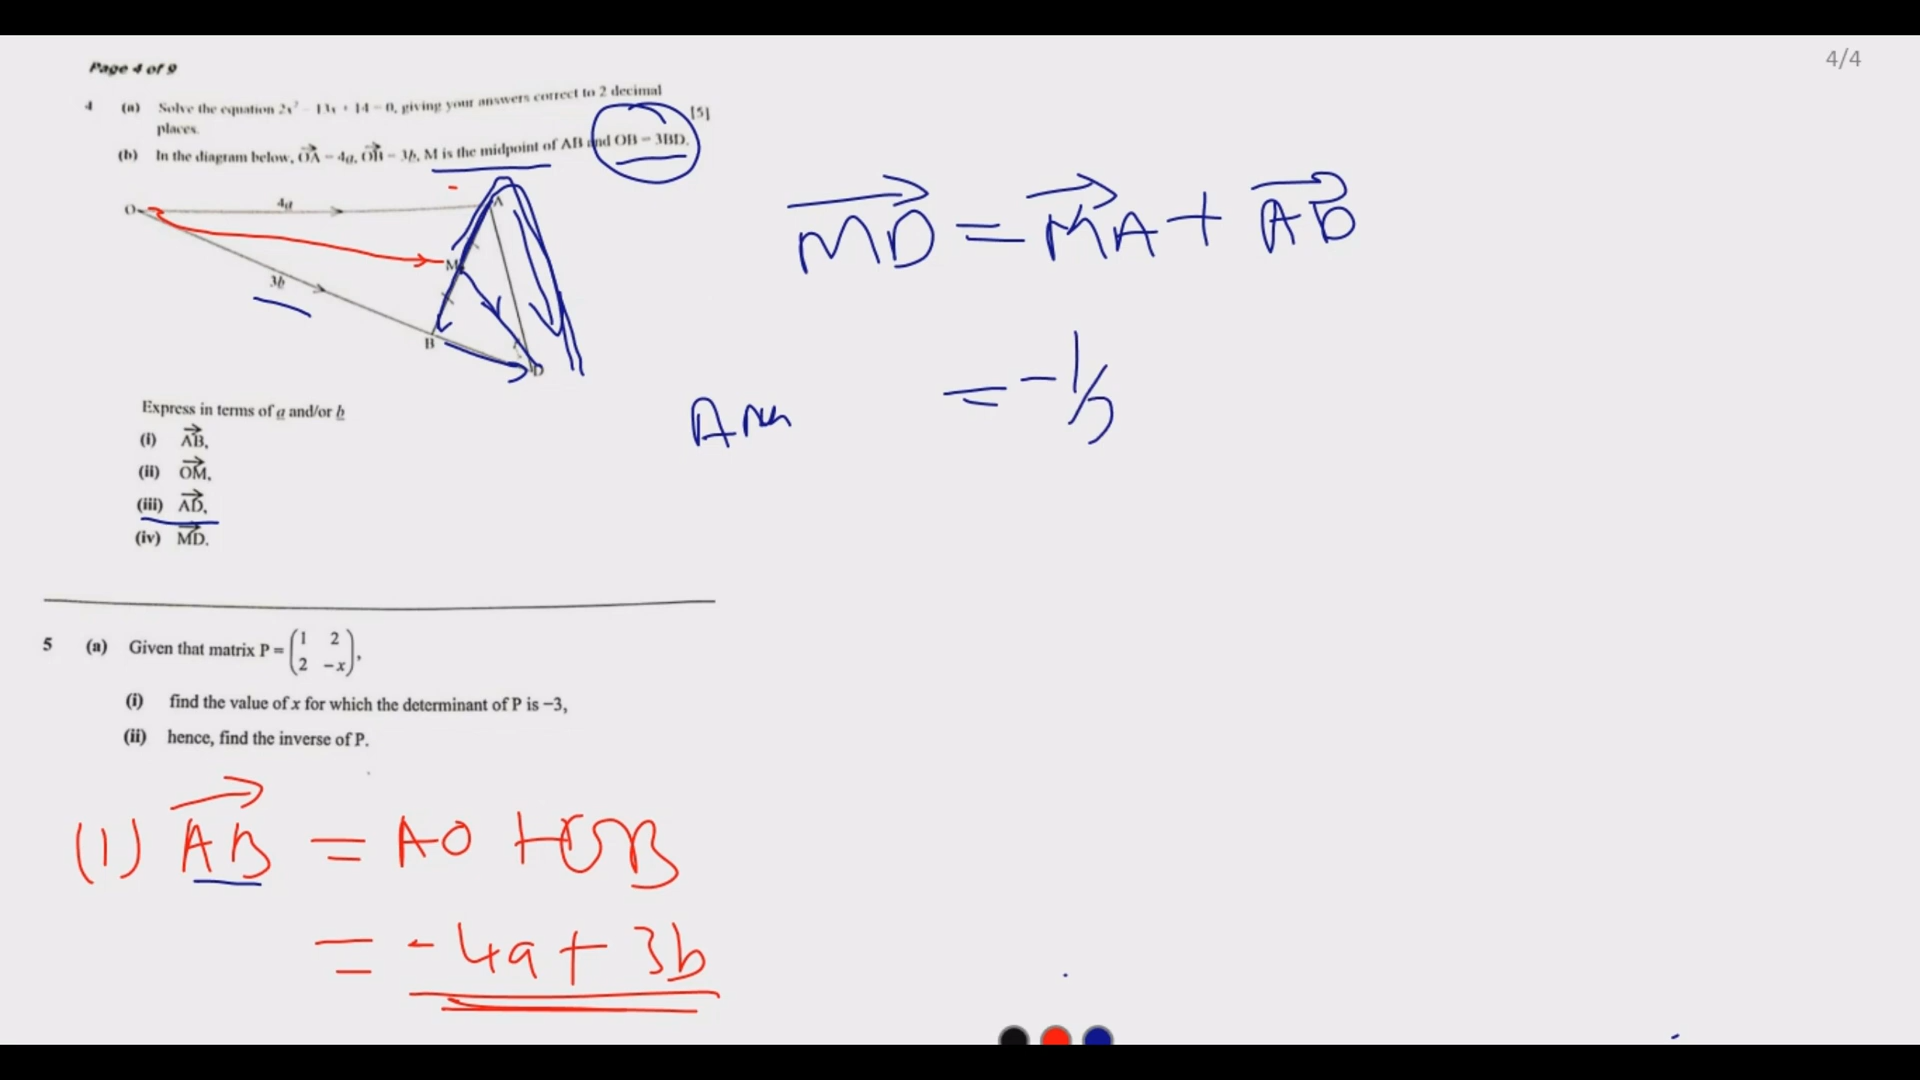 4/4
Page 4 of 9
4 (a) Solve the equation 2x² − 13x + 14 = 0, giving your answers correct to 2 decimal
places. [5]
(b) In the diagram below, OA = 4a, OB = 3b, M is the midpoint of AB and OB = 3BD.
O 4a A
M
3b
B
D
MD = MA + AD
= -1/
Express in terms of a and/or b
(i) AB,
(ii) OM,
(iii) AD,
(iv) MD.
5 (a) Given that matrix P = (1 2
2 −x),
(i) find the value of x for which the determinant of P is −3,
(ii) hence, find the inverse of P.
(1) AB = AO + OB
= -4a + 3b